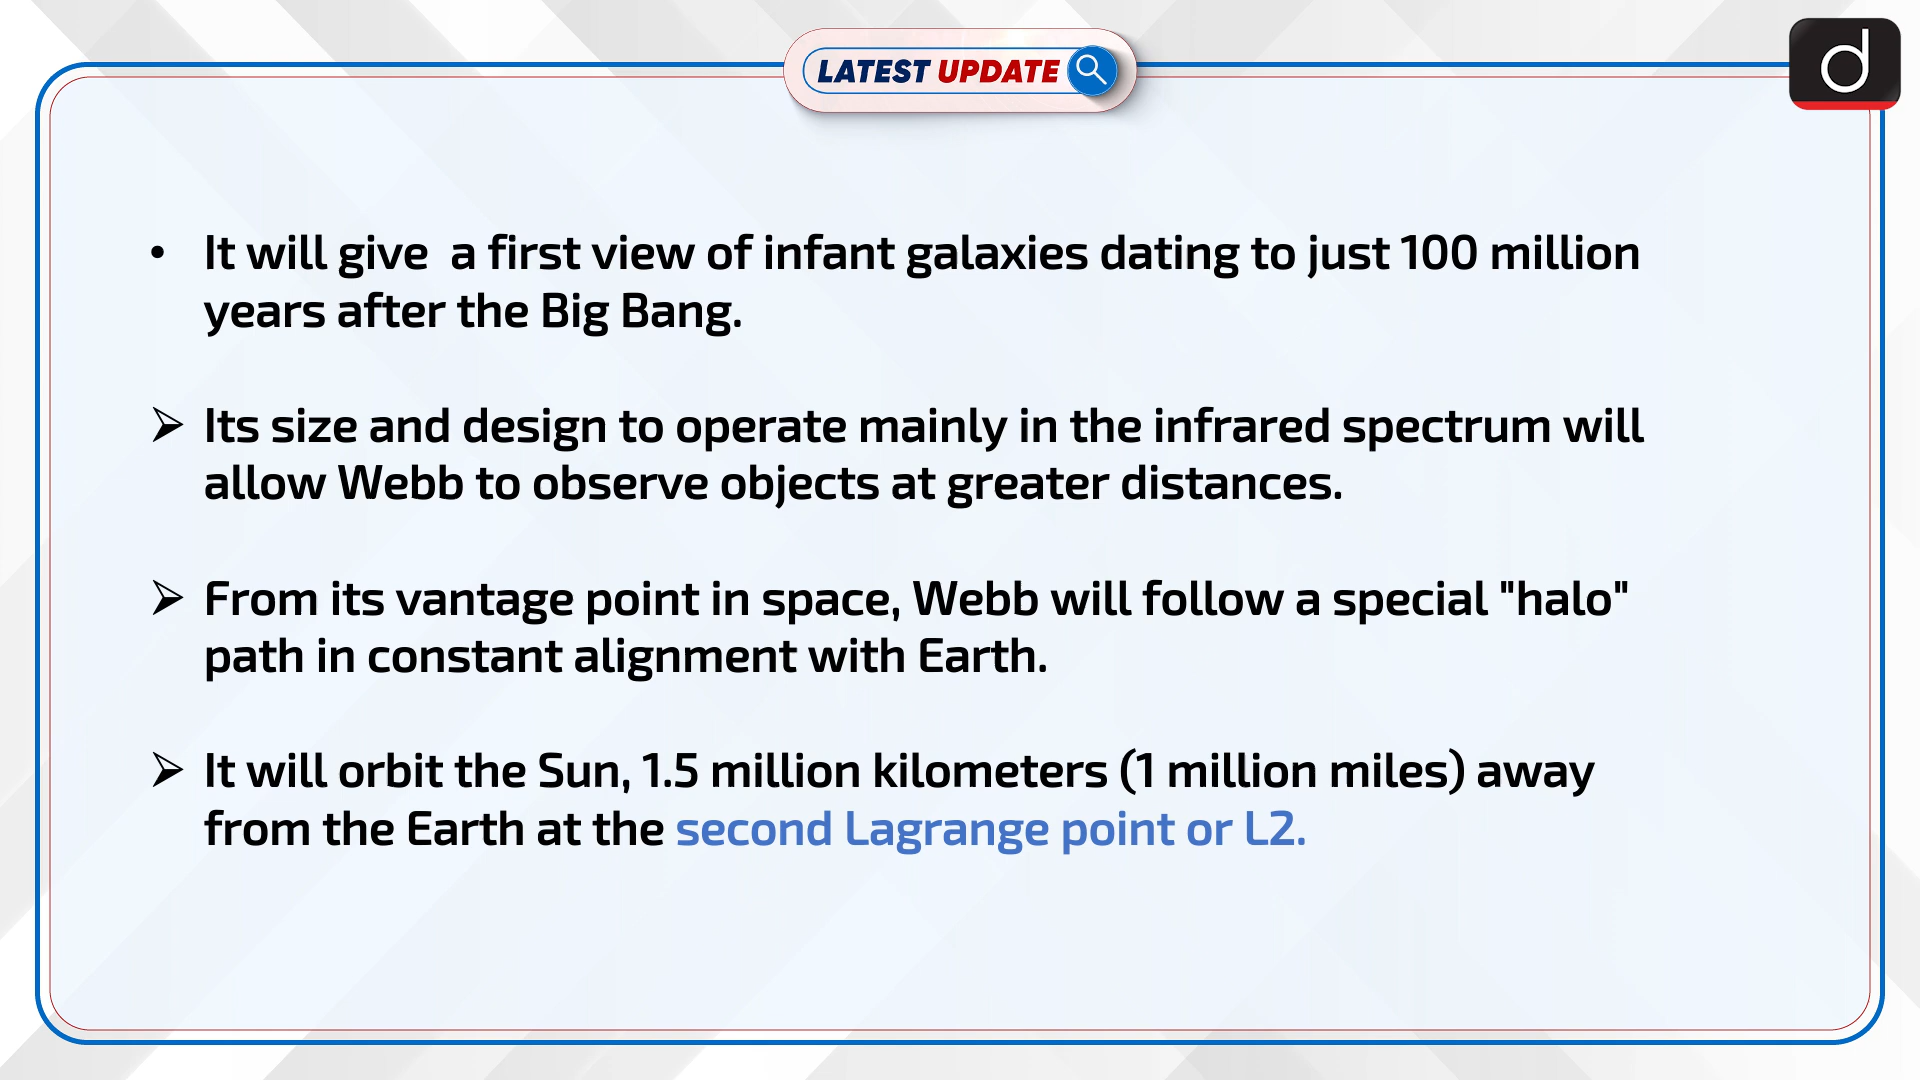 LATEST UPDATE
d
• It will give  a first view of infant galaxies dating to just 100 million
years after the Big Bang.
➢ Its size and design to operate mainly in the infrared spectrum will
allow Webb to observe objects at greater distances.
➢ From its vantage point in space, Webb will follow a special "halo"
path in constant alignment with Earth.
➢ It will orbit the Sun, 1.5 million kilometers (1 million miles) away
from the Earth at the second Lagrange point or L2.